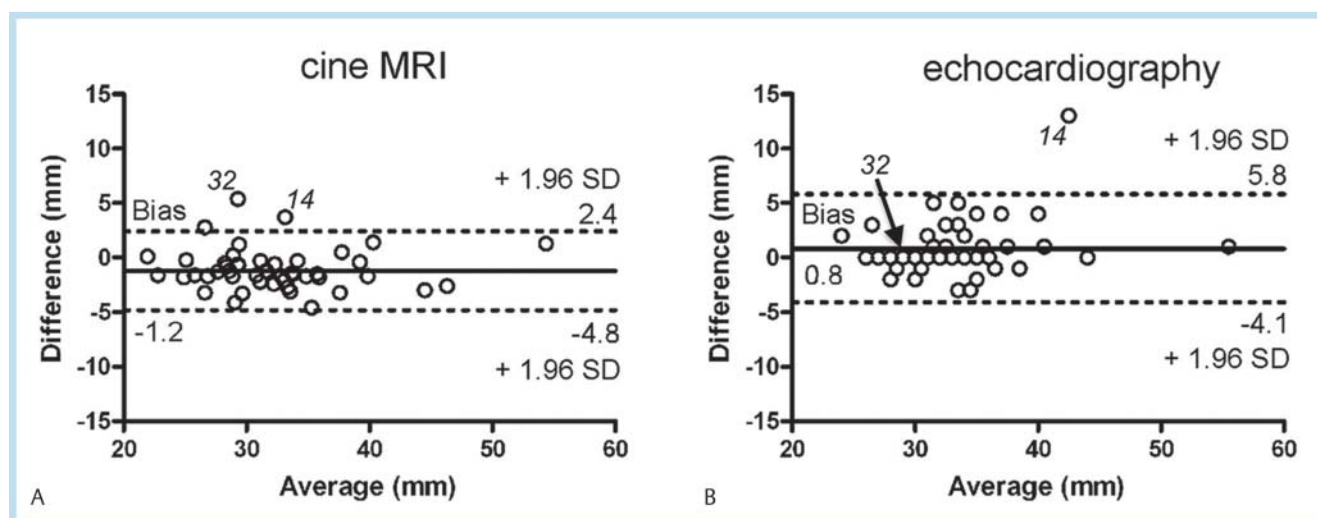 cine MRI
15
10
5
0
-5
-10
-15
Difference (mm)
32
14
+ 1.96 SD
Bias
2.4
-1.2
-4.8
+ 1.96 SD
20
30
40
50
60
Average (mm)
A
echocardiography
15
10
5
0
-5
-10
-15
Difference (mm)
14
+ 1.96 SD
32
5.8
Bias
0.8
-4.1
+ 1.96 SD
20
30
40
50
60
Average (mm)
B